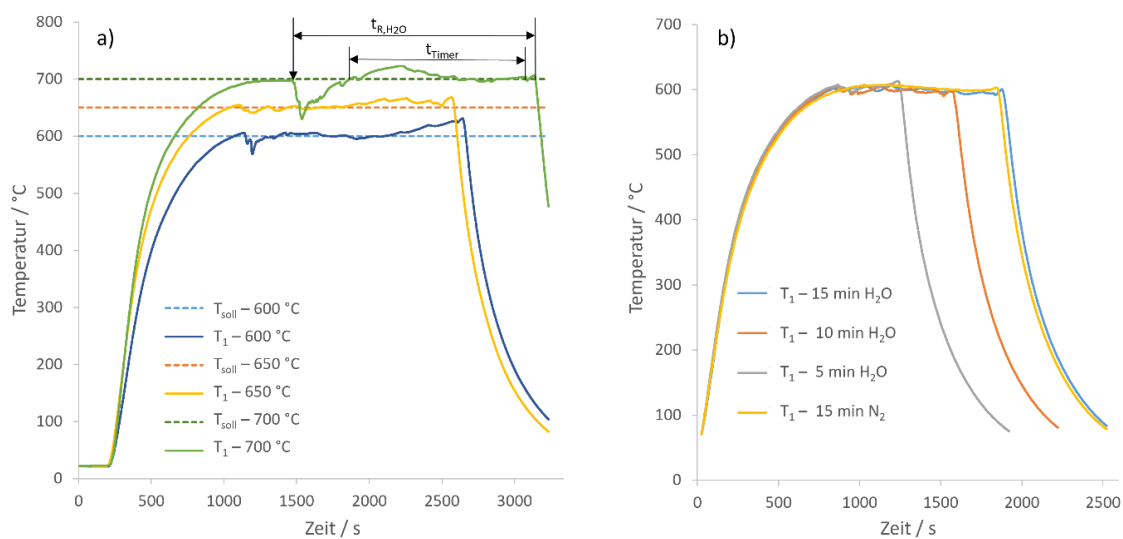 a)
t_R,H2O
t_Timer
800
700
600
500
400
300
200
100
0
Temperatur / °C
T_soll – 600 °C
T_1 – 600 °C
T_soll – 650 °C
T_1 – 650 °C
T_soll – 700 °C
T_1 – 700 °C
0 500 1000 1500 2000 2500 3000
Zeit / s
b)
700
600
500
400
300
200
100
0
Temperatur / °C
T_1 – 15 min H2O
T_1 – 10 min H2O
T_1 – 5 min H2O
T_1 – 15 min N2
0 500 1000 1500 2000 2500
Zeit / s